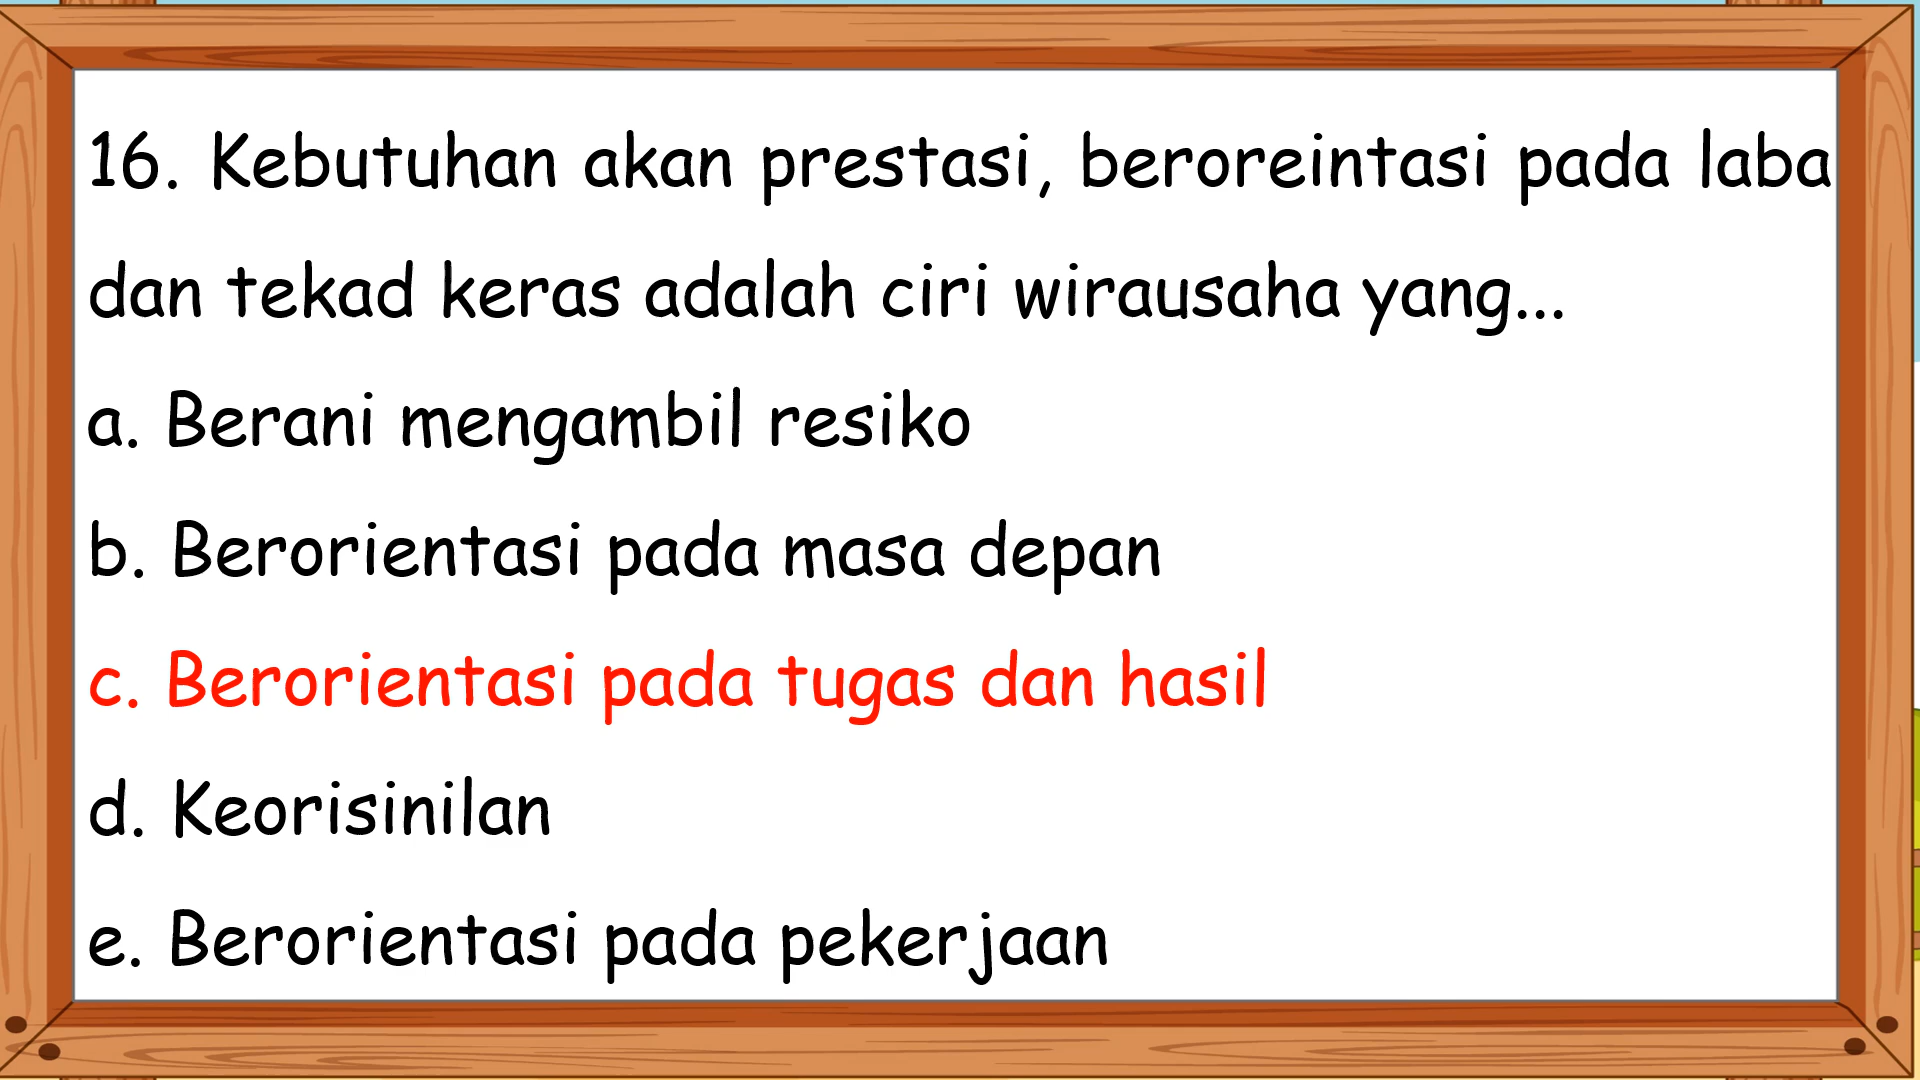 16. Kebutuhan akan prestasi, beroreintasi pada laba
dan tekad keras adalah ciri wirausaha yang...
a. Berani mengambil resiko
b. Berorientasi pada masa depan
c. Berorientasi pada tugas dan hasil
d. Keorisinilan
e. Berorientasi pada pekerjaan